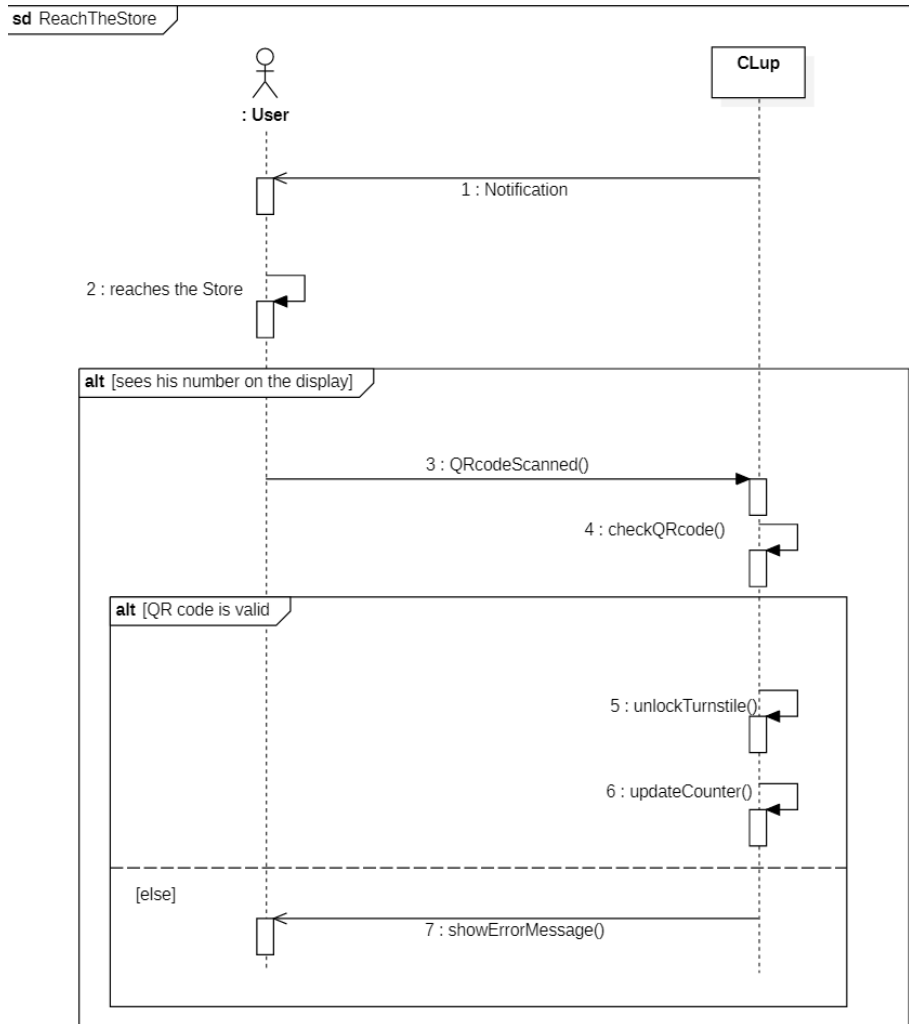 sd ReachTheStore
CLup
: User
1 : Notification
2 : reaches the Store
alt [sees his number on the display]
3 : QRcodeScanned()
4 : checkQRcode()
alt [QR code is valid
5 : unlockTurnstile()
6 : updateCounter()
[else]
7 : showErrorMessage()